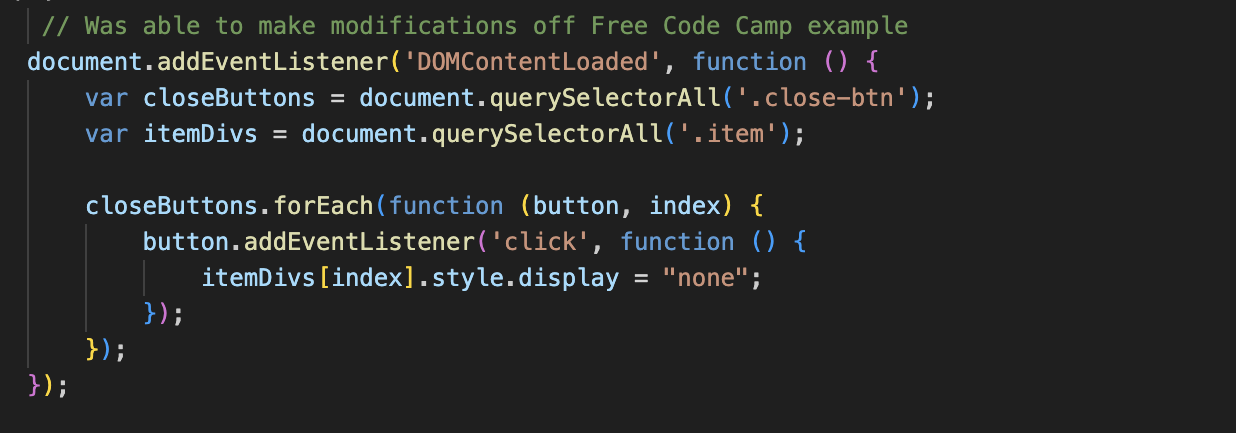 // Was able to make modifications off Free Code Camp example
document.addEventListener('DOMContentLoaded', function () {
    var closeButtons = document.querySelectorAll('.close-btn');
    var itemDivs = document.querySelectorAll('.item');

    closeButtons.forEach(function (button, index) {
        button.addEventListener('click', function () {
            itemDivs[index].style.display = "none";
        });
    });
});